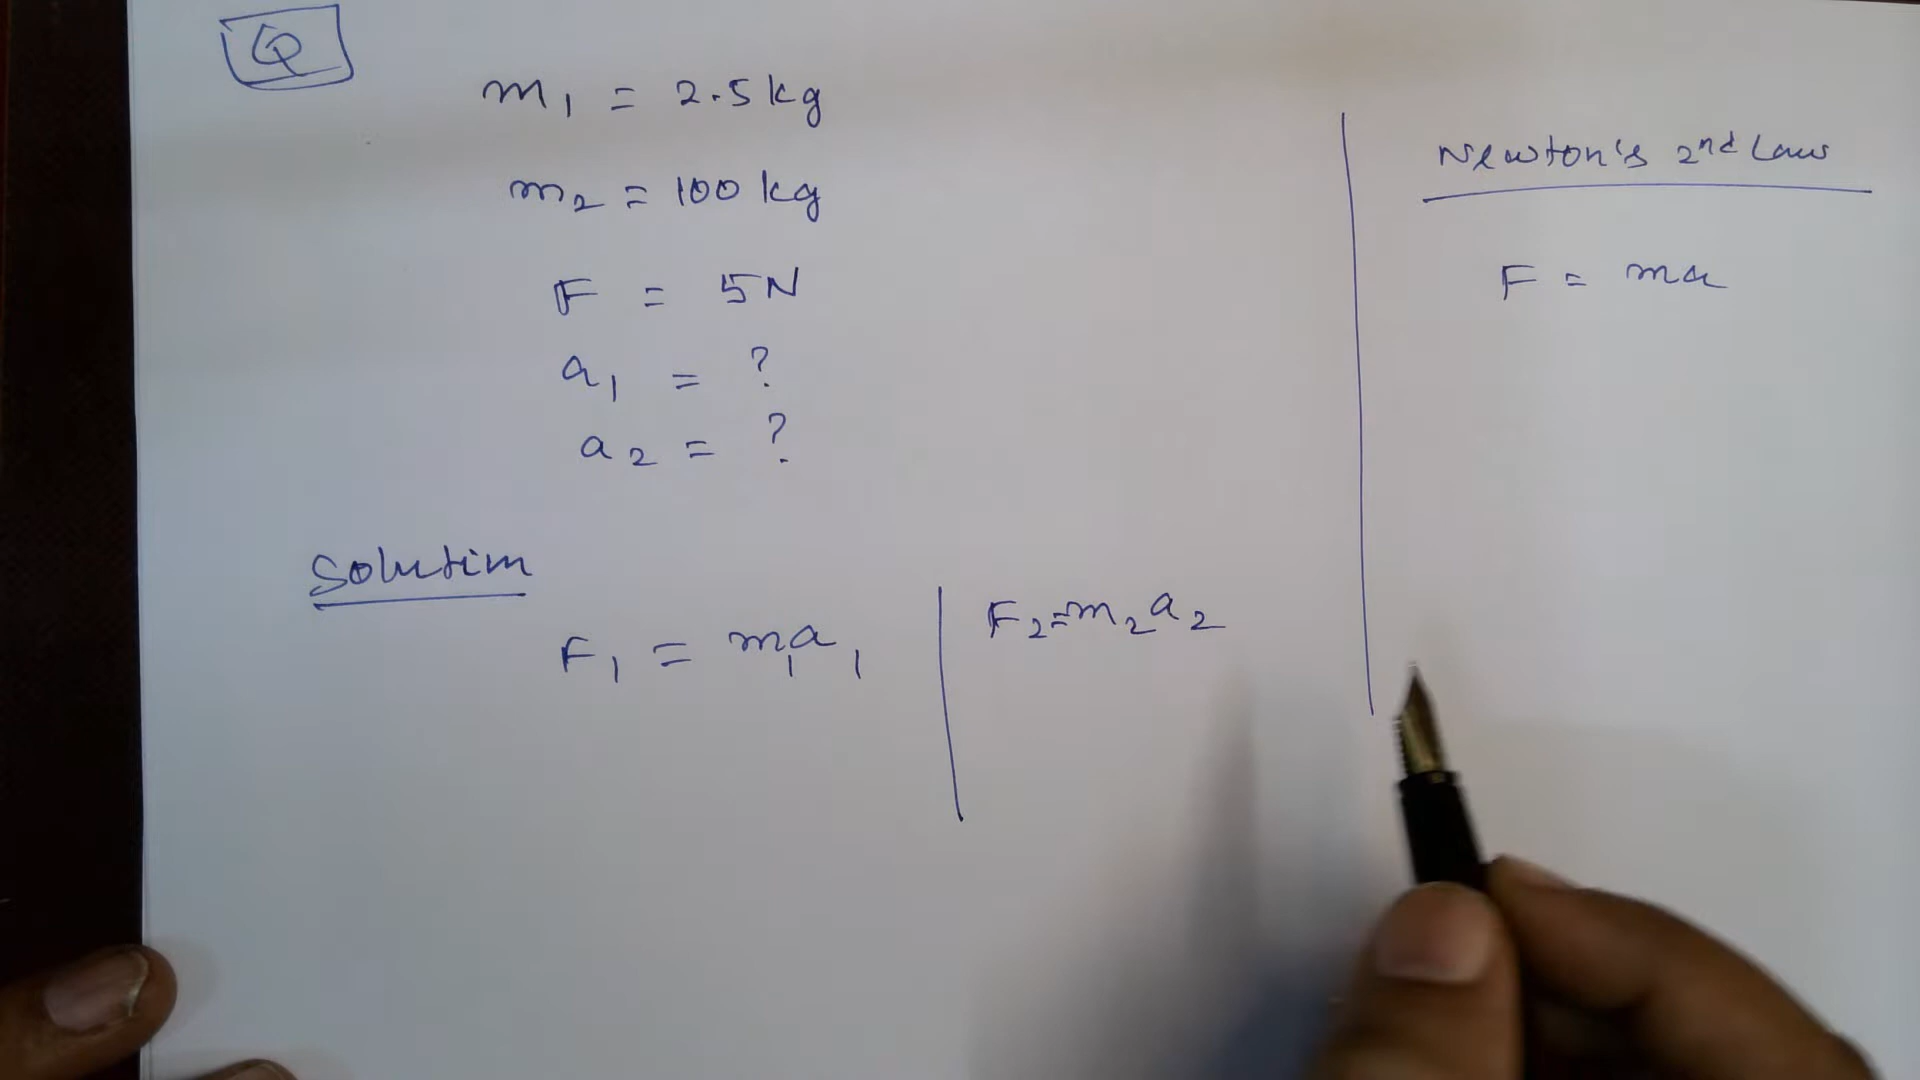 Q
m1 = 2.5 kg
m2 = 100 kg
F = 5N
a1 = ?
a2 = ?
Solution
F1 = m1a1
F2 = m2a2
Newton's 2nd Law
F = ma